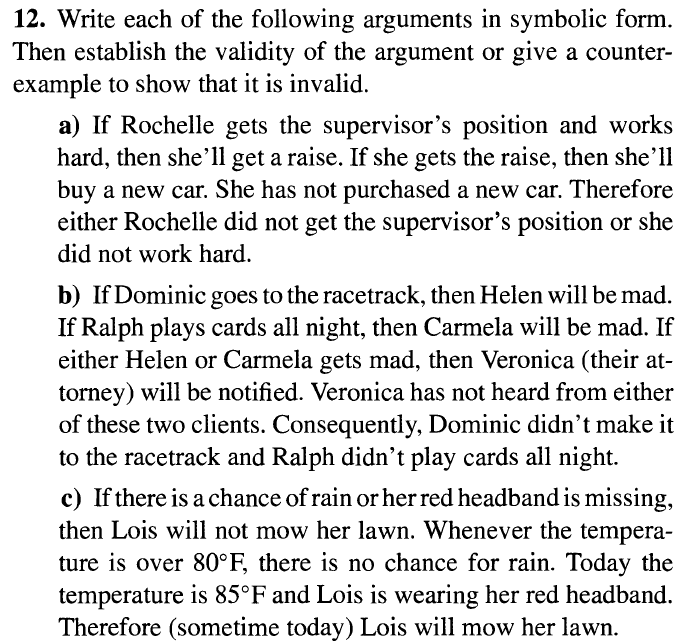 12. Write each of the following arguments in symbolic form.
Then establish the validity of the argument or give a counter-
example to show that it is invalid.
a) If Rochelle gets the supervisor's position and works
hard, then she'll get a raise. If she gets the raise, then she'll
buy a new car. She has not purchased a new car. Therefore
either Rochelle did not get the supervisor's position or she
did not work hard.
b) If Dominic goes to the racetrack, then Helen will be mad.
If Ralph plays cards all night, then Carmela will be mad. If
either Helen or Carmela gets mad, then Veronica (their at-
torney) will be notified. Veronica has not heard from either
of these two clients. Consequently, Dominic didn't make it
to the racetrack and Ralph didn't play cards all night.
c) If there is a chance of rain or her red headband is missing,
then Lois will not mow her lawn. Whenever the tempera-
ture is over 80°F, there is no chance for rain. Today the
temperature is 85°F and Lois is wearing her red headband.
Therefore (sometime today) Lois will mow her lawn.